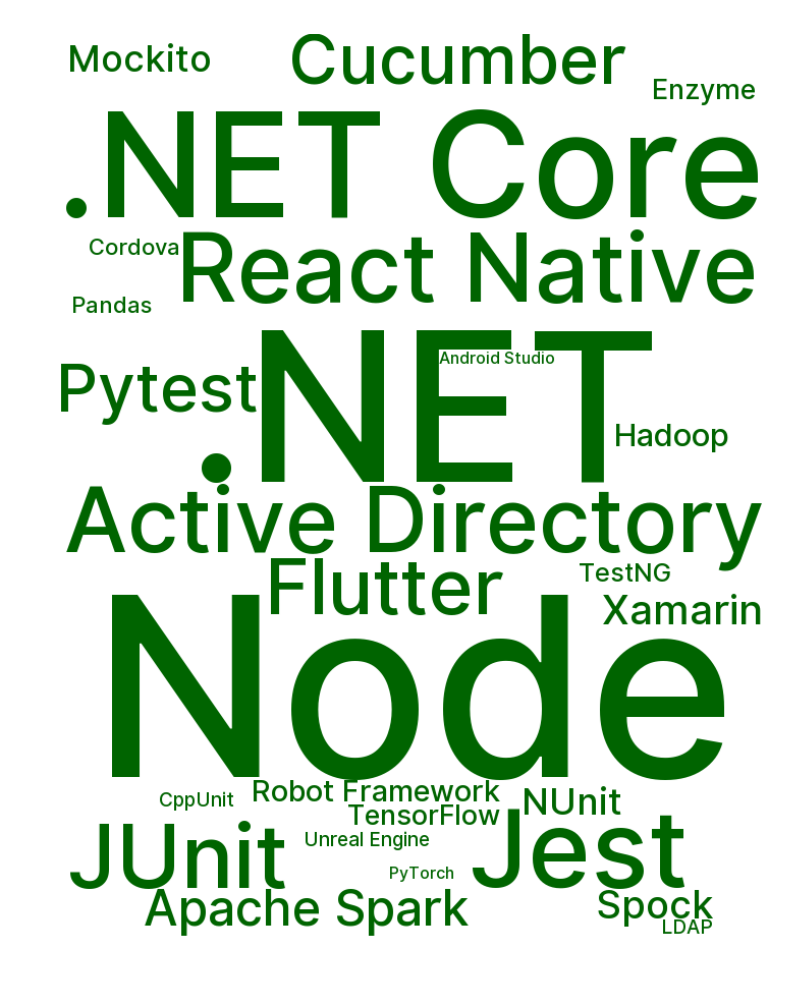 Mockito
Cucumber
Enzyme
.NET Core
Cordova
React Native
Pandas
.NET
Android Studio
Pytest
Hadoop
Active Directory
Flutter
TestNG
Xamarin
Node
Robot Framework
CppUnit
NUnit
TensorFlow
Unreal Engine
JUnit
Jest
PyTorch
Apache Spark
Spock
LDAP